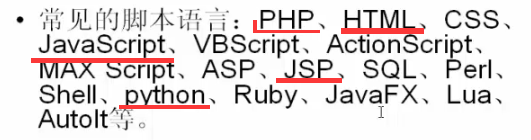 • 常见的脚本语言：PHP、HTML、CSS、
JavaScript、VBScript、ActionScript、
MAX Script、ASP、JSP、SQL、Perl、
Shell、python、Ruby、JavaFX、Lua、
AutoIt等。